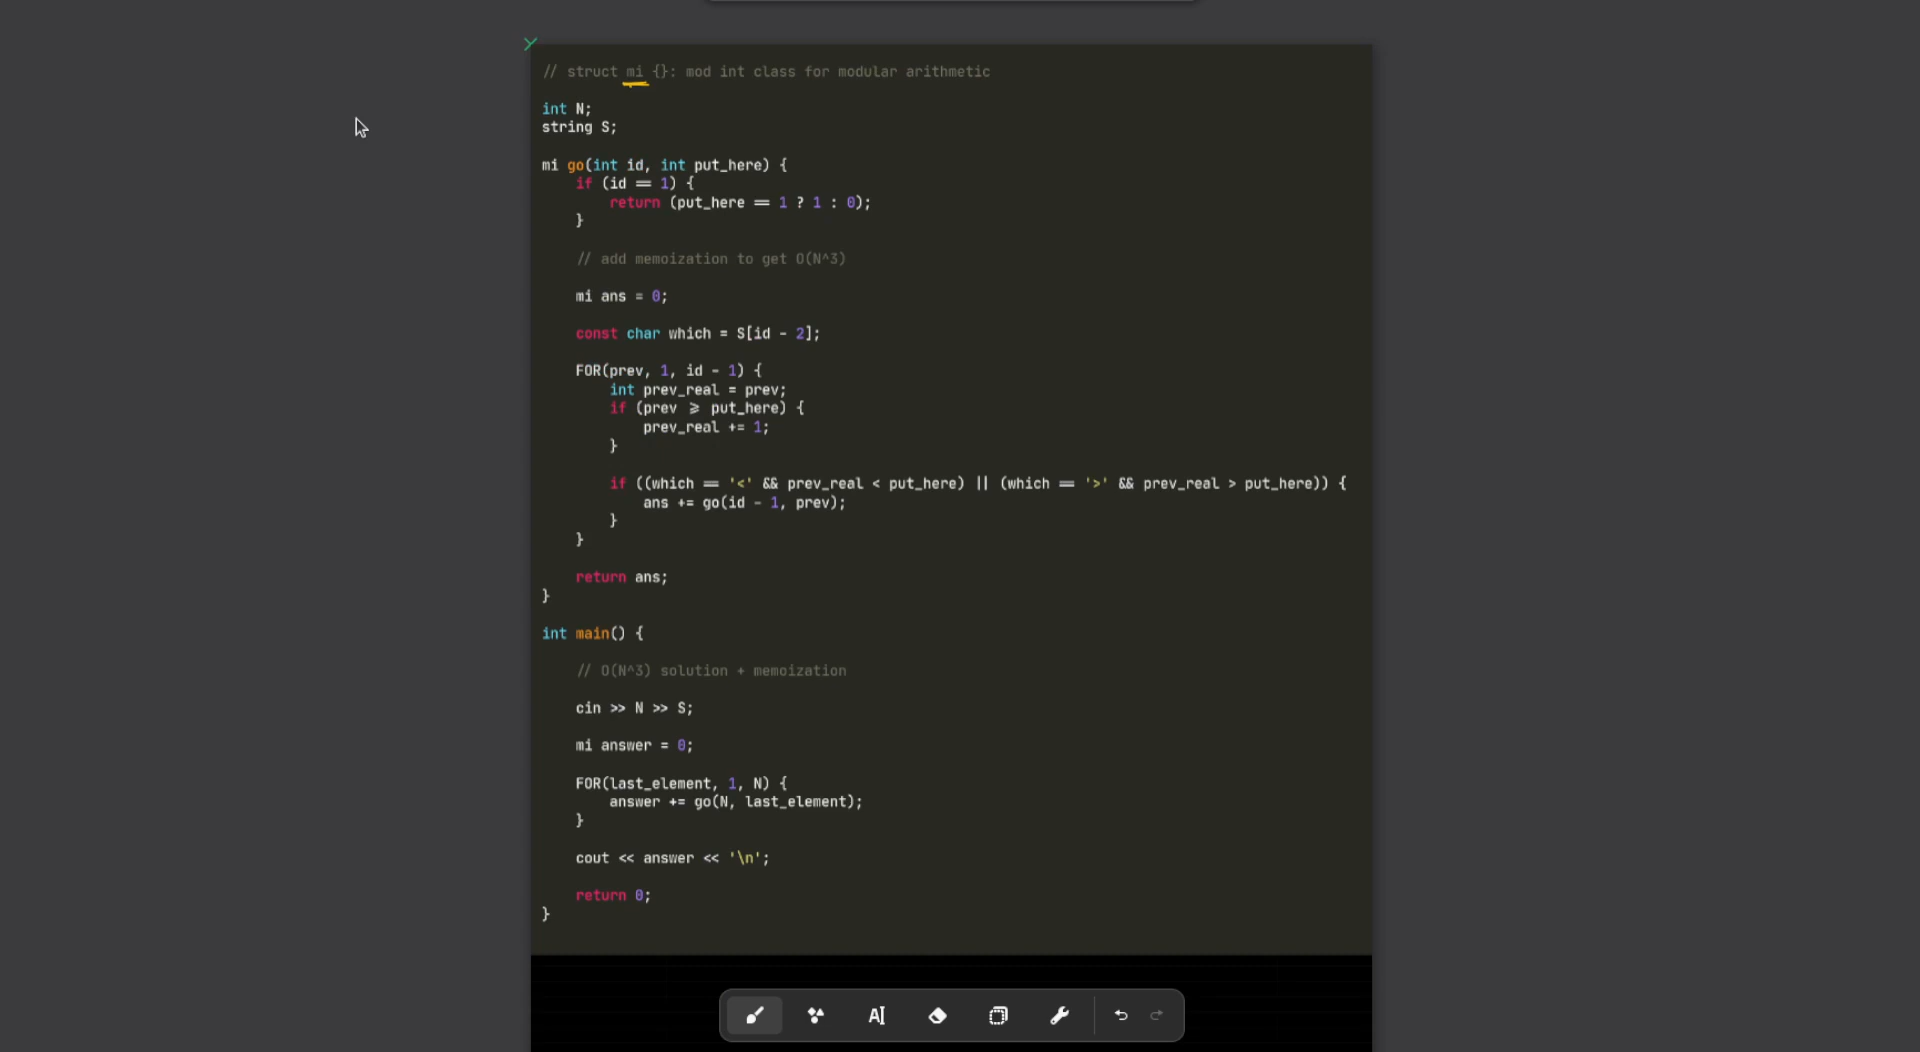 // struct mi {}: mod int class for modular arithmetic
int N;
string S;
mi go(int id, int put_here) {
if (id == 1) {
return (put_here == 1 ? 1 : 0);
}
// add memoization to get O(N^3)
mi ans = 0;
const char which = S[id - 2];
FOR(prev, 1, id - 1) {
int prev_real = prev;
if (prev >= put_here) {
prev_real += 1;
}
if ((which == '<' && prev_real < put_here) || (which == '>' && prev_real > put_here)) {
ans += go(id - 1, prev);
}
}
return ans;
}
int main() {
// O(N^3) solution + memoization
cin >> N >> S;
mi answer = 0;
FOR(last_element, 1, N) {
answer += go(N, last_element);
}
cout << answer << '\n';
return 0;
}
AI